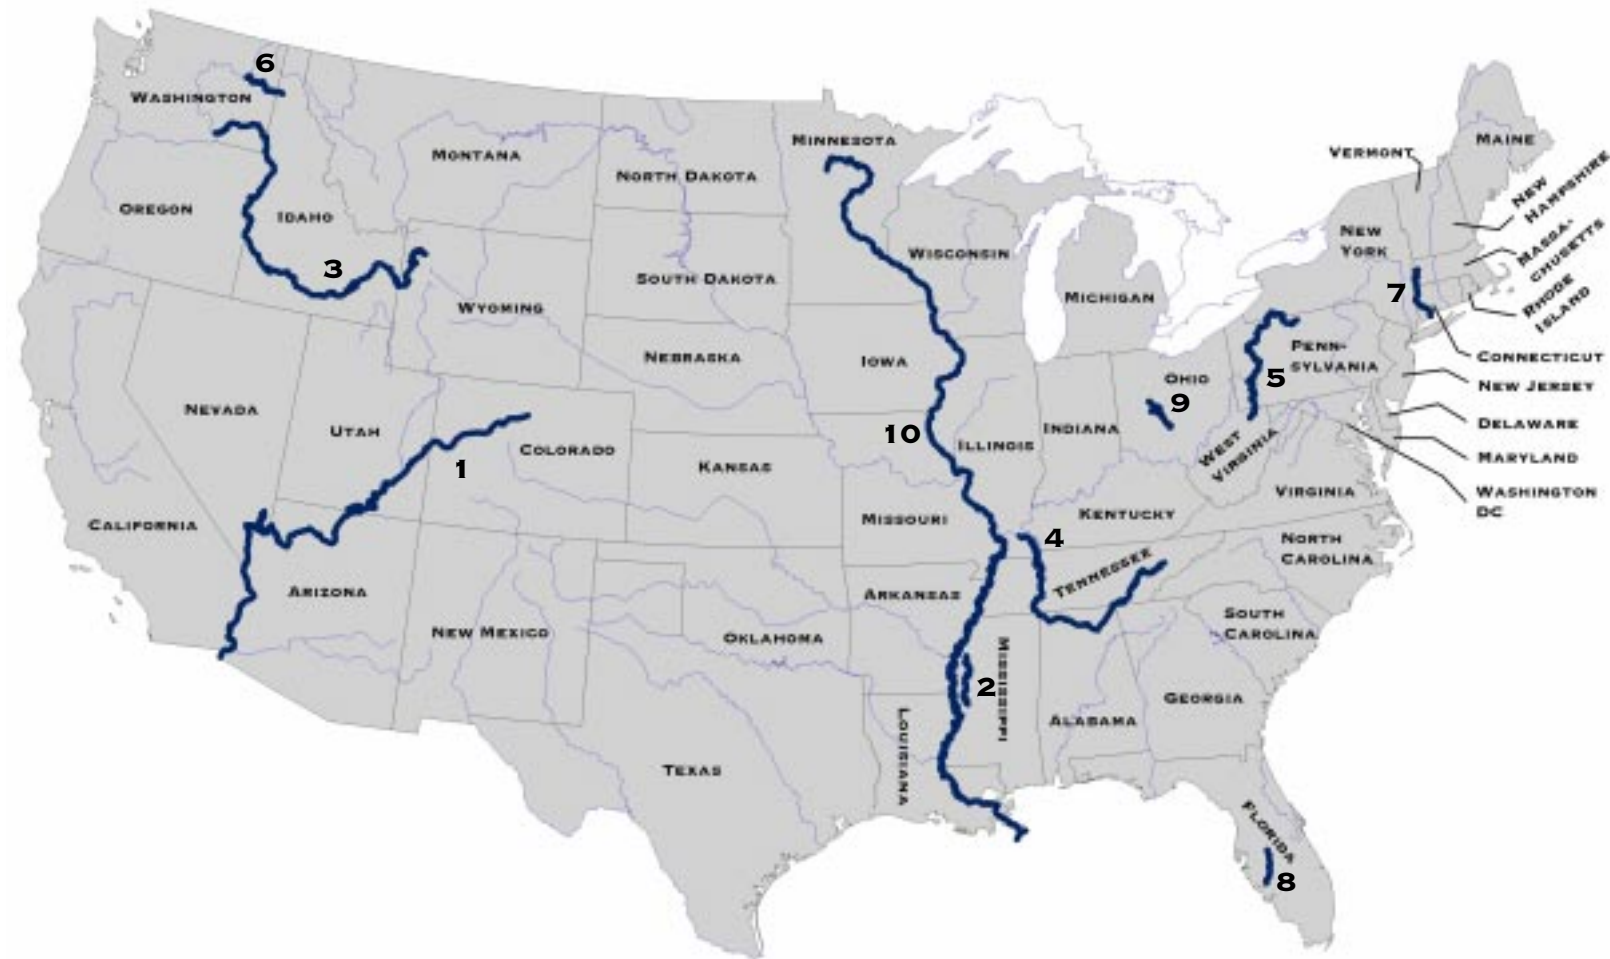 6
WASHINGTON
MONTANA
NORTH DAKOTA
MINNESOTA
VERMONT
MAINE
NEW
HAMPSHIRE
MASSA-
CHUSETTS
RHODE
ISLAND
OREGON
IDAHO
3
WYOMING
SOUTH DAKOTA
WISCONSIN
MICHIGAN
NEW
YORK
7
CONNECTICUT
NEW JERSEY
DELAWARE
MARYLAND
WASHINGTON
DC
NEVADA
UTAH
1
COLORADO
NEBRASKA
KANSAS
IOWA
10
ILLINOIS
INDIANA
OHIO
9
5
PENN-
SYLVANIA
WEST
VIRGINIA
VIRGINIA
CALIFORNIA
ARIZONA
NEW MEXICO
OKLAHOMA
MISSOURI
KENTUCKY
4
TENNESSEE
NORTH
CAROLINA
ARKANSAS
SOUTH
CAROLINA
MISSISSIPPI
2
ALABAMA
GEORGIA
LOUISIANA
TEXAS
FLORIDA
8